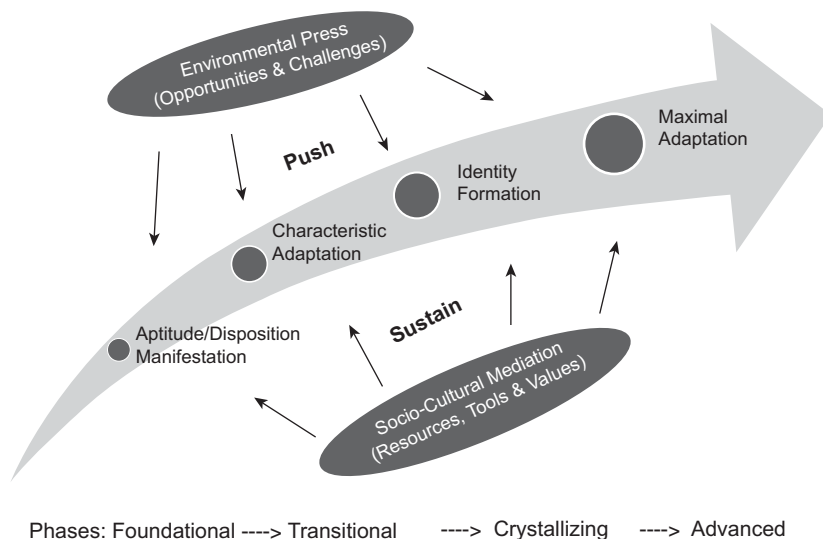 Environmental Press
(Opportunities & Challenges)
Push
Maximal
Adaptation
Identity
Formation
Characteristic
Adaptation
Aptitude/Disposition
Manifestation
Sustain
Socio-Cultural Mediation
(Resources, Tools & Values)
Phases: Foundational ----> Transitional ----> Crystallizing ----> Advanced